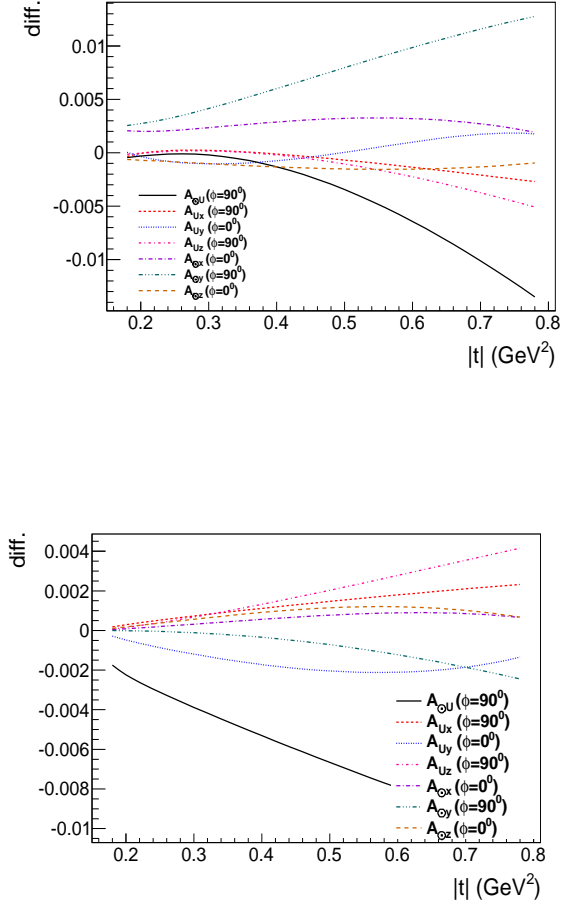 diff.
0.01
0.005
0
-0.005
-0.01
A⊗U(ϕ=90⁰)
AUx(ϕ=90⁰)
AUy(ϕ=0⁰)
AUz(ϕ=90⁰)
A⊗x(ϕ=0⁰)
A⊙y(ϕ=90⁰)
A⊙z(ϕ=0⁰)
0.2 0.3 0.4 0.5 0.6 0.7 0.8
|t| (GeV²)
diff.
0.004
0.002
0
-0.002
-0.004
-0.006
-0.008
-0.01
A⊙U(ϕ=90⁰)
AUx(ϕ=90⁰)
AUy(ϕ=0⁰)
AUz(ϕ=90⁰)
A⊙x(ϕ=0⁰)
A⊙y(ϕ=90⁰)
A⊙z(ϕ=0⁰)
0.2 0.3 0.4 0.5 0.6 0.7 0.8
|t| (GeV²)